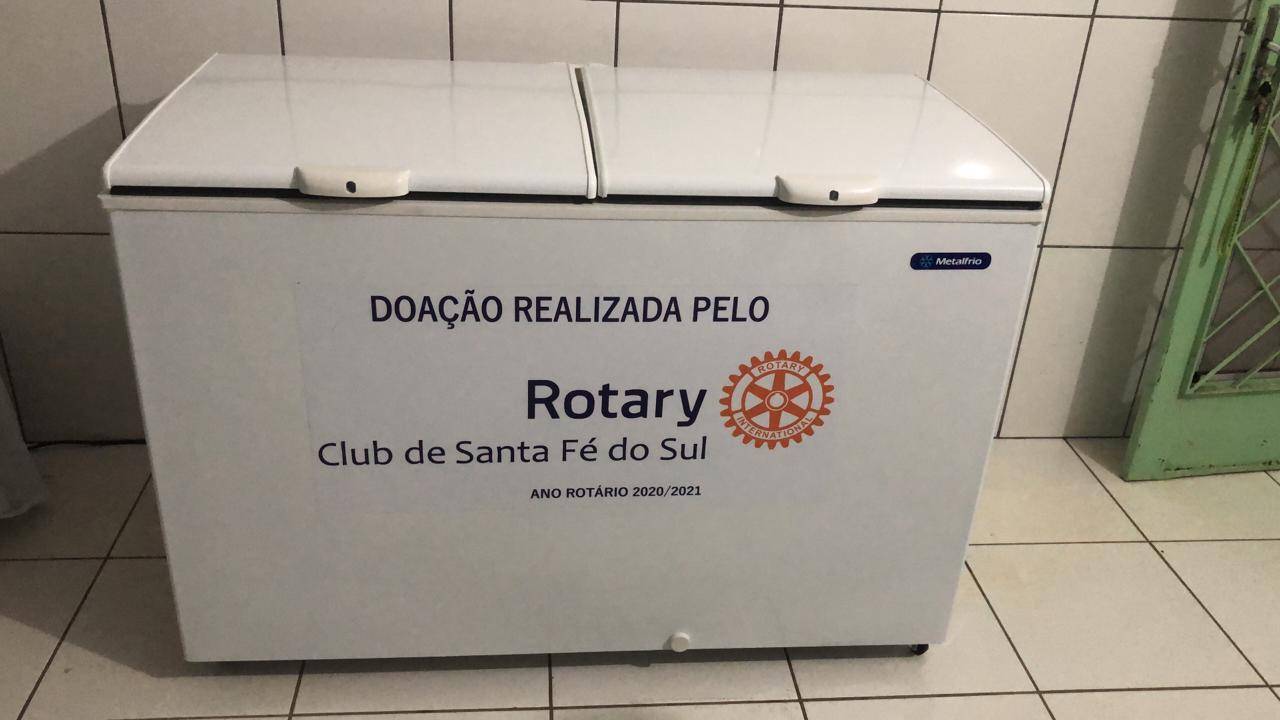 Metalfrio
DOAÇÃO REALIZADA PELO
Rotary
ROTARY
INTERNATIONAL
Club de Santa Fé do Sul
ANO ROTÁRIO 2020/2021